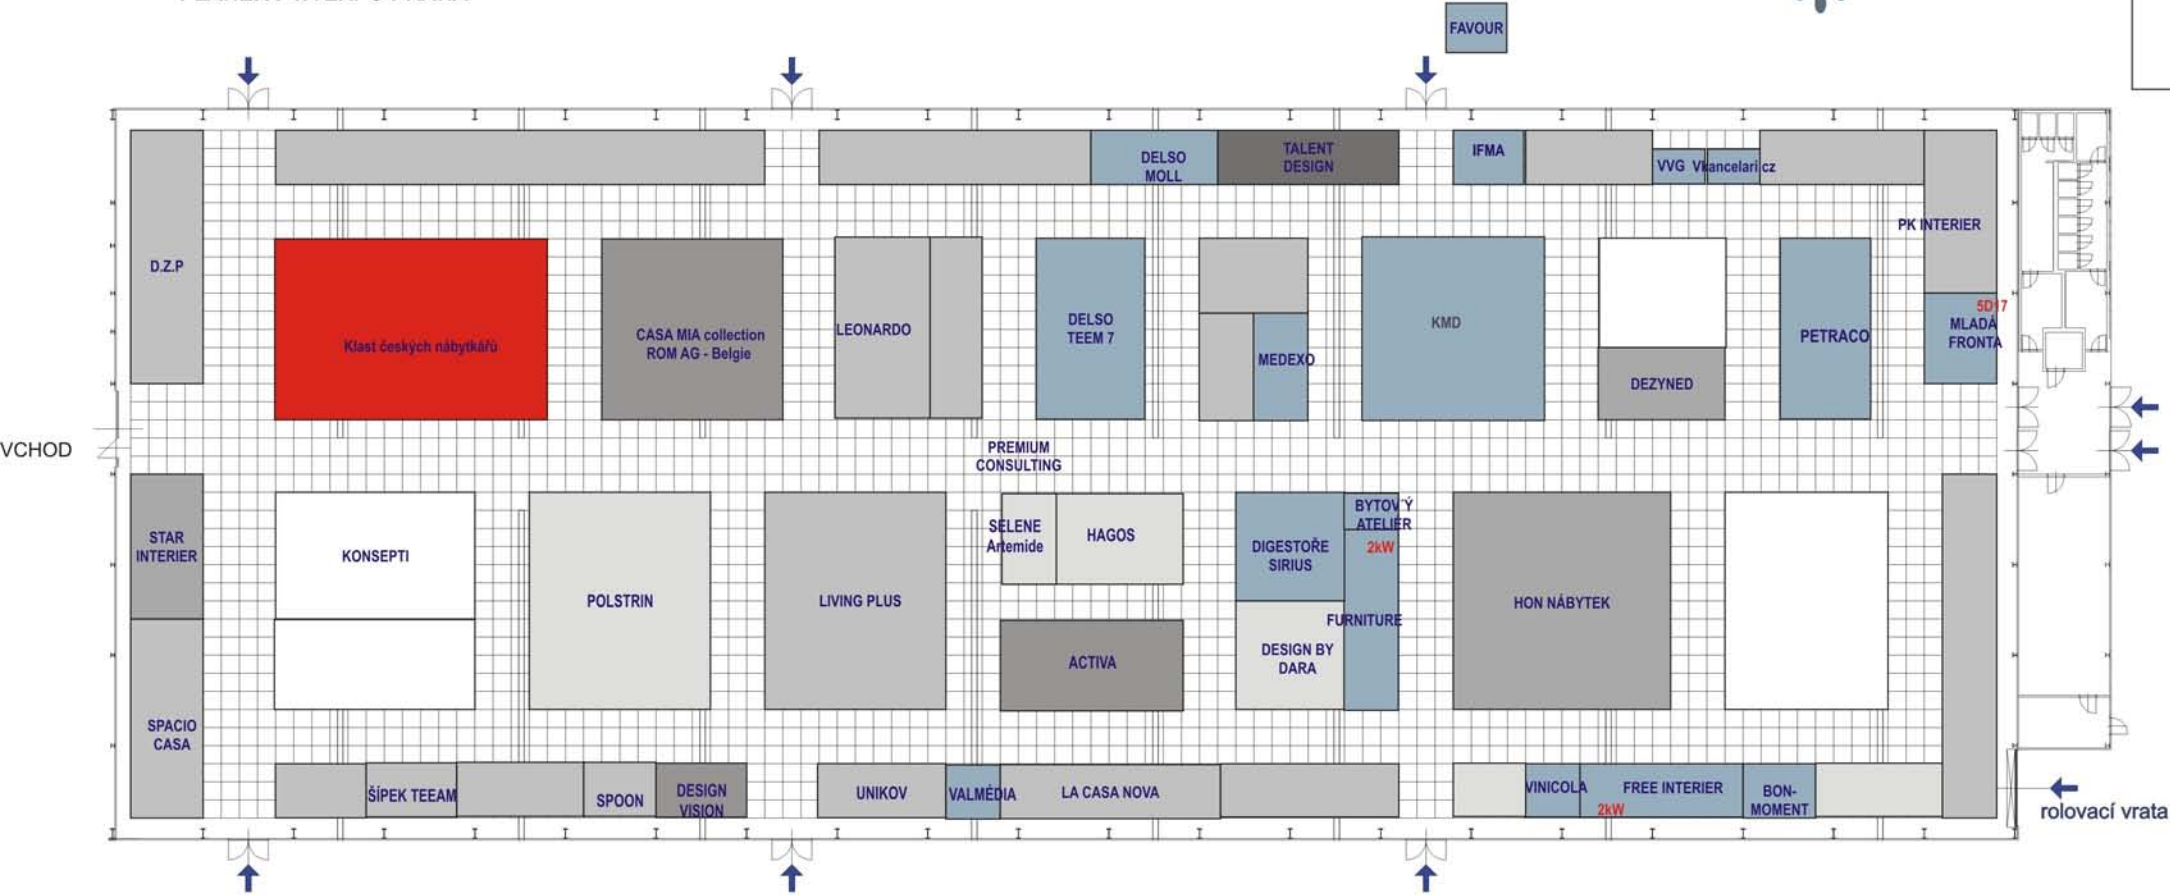 FAVOUR
DELSO
MOLL
TALENT
DESIGN
IFMA
VVG
Vkancelari cz
D.Z.P
PK INTERIER
Klast českých nábytkářů
CASA MIA collection
ROM AG - Belgie
LEONARDO
DELSO
TEEM 7
MEDEXO
KMD
DEZYNED
PETRACO
5D17
MLADÁ
FRONTA
VCHOD
PREMIUM
CONSULTING
STAR
INTERIER
KONSEPTI
POLSTRIN
LIVING PLUS
SELENE
Artemide
HAGOS
ACTIVA
DIGESTOŘE
SIRIUS
BYTOVÝ
ATELIÉR
2kW
FURNITURE
DESIGN BY
DARA
HON NÁBYTEK
SPACIO
CASA
ŠÍPEK TEEAM
SPOON
DESIGN
VISION
UNIKOV
VALMÉDIA
LA CASA NOVA
VINICOLA
FREE INTERIER
2kW
BON-
MOMENT
rolovací vrata